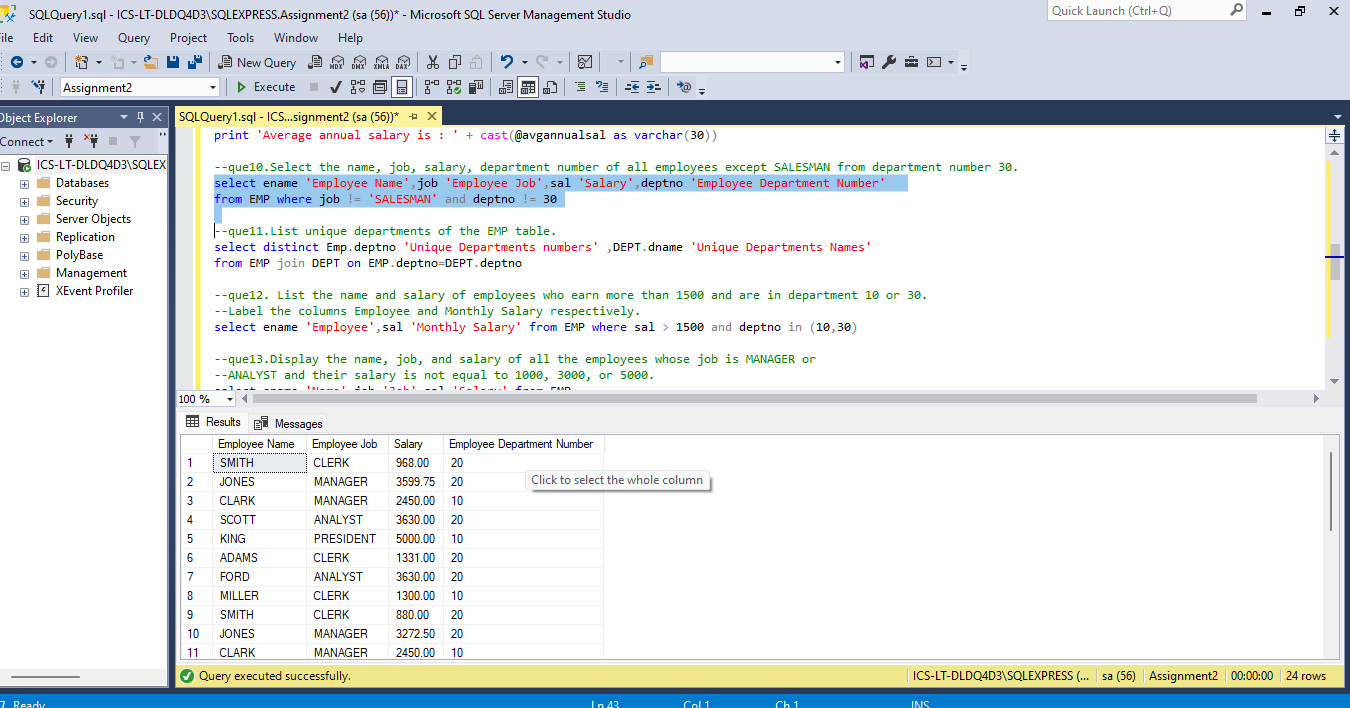 SQLQuery1.sql - ICS-LT-DLDQ4D3\SQLEXPRESS.Assignment2 (sa (56))* - Microsoft SQL Server Management Studio
Quick Launch (Ctrl+Q)
ile Edit View Query Project Tools Window Help
New Query
MDX DMX XMLA DAX
Assignment2
Execute
Object Explorer
SQLQuery1.sql - ICS...signment2 (sa (56))*
Connect
ICS-LT-DLDQ4D3\SQLEX
Databases
Security
Server Objects
Replication
PolyBase
Management
XEvent Profiler
print 'Average annual salary is : ' + cast(@avgannualsal as varchar(30))
--que10.Select the name, job, salary, department number of all employees except SALESMAN from department number 30.
select ename 'Employee Name',job 'Employee Job',sal 'Salary',deptno 'Employee Department Number'
from EMP where job != 'SALESMAN' and deptno != 30
--que11.List unique departments of the EMP table.
select distinct Emp.deptno 'Unique Departments numbers' ,DEPT.dname 'Unique Departments Names'
from EMP join DEPT on EMP.deptno=DEPT.deptno
--que12. List the name and salary of employees who earn more than 1500 and are in department 10 or 30.
--Label the columns Employee and Monthly Salary respectively.
select ename 'Employee',sal 'Monthly Salary' from EMP where sal > 1500 and deptno in (10,30)
--que13.Display the name, job, and salary of all the employees whose job is MANAGER or
--ANALYST and their salary is not equal to 1000, 3000, or 5000.
select ename 'Name',job 'Job',sal 'Salary' from EMP
100 %
Results Messages
Employee Name Employee Job Salary Employee Department Number
1 SMITH CLERK 968.00 20
2 JONES MANAGER 3599.75 20
Click to select the whole column
3 CLARK MANAGER 2450.00 10
4 SCOTT ANALYST 3630.00 20
5 KING PRESIDENT 5000.00 10
6 ADAMS CLERK 1331.00 20
7 FORD ANALYST 3630.00 20
8 MILLER CLERK 1300.00 10
9 SMITH CLERK 880.00 20
10 JONES MANAGER 3272.50 20
11 CLARK MANAGER 2450.00 10
Query executed successfully.
ICS-LT-DLDQ4D3\SQLEXPRESS (... sa (56) Assignment2 00:00:00 24 rows
Ready Ln 43 Col 1 Ch 1 INS